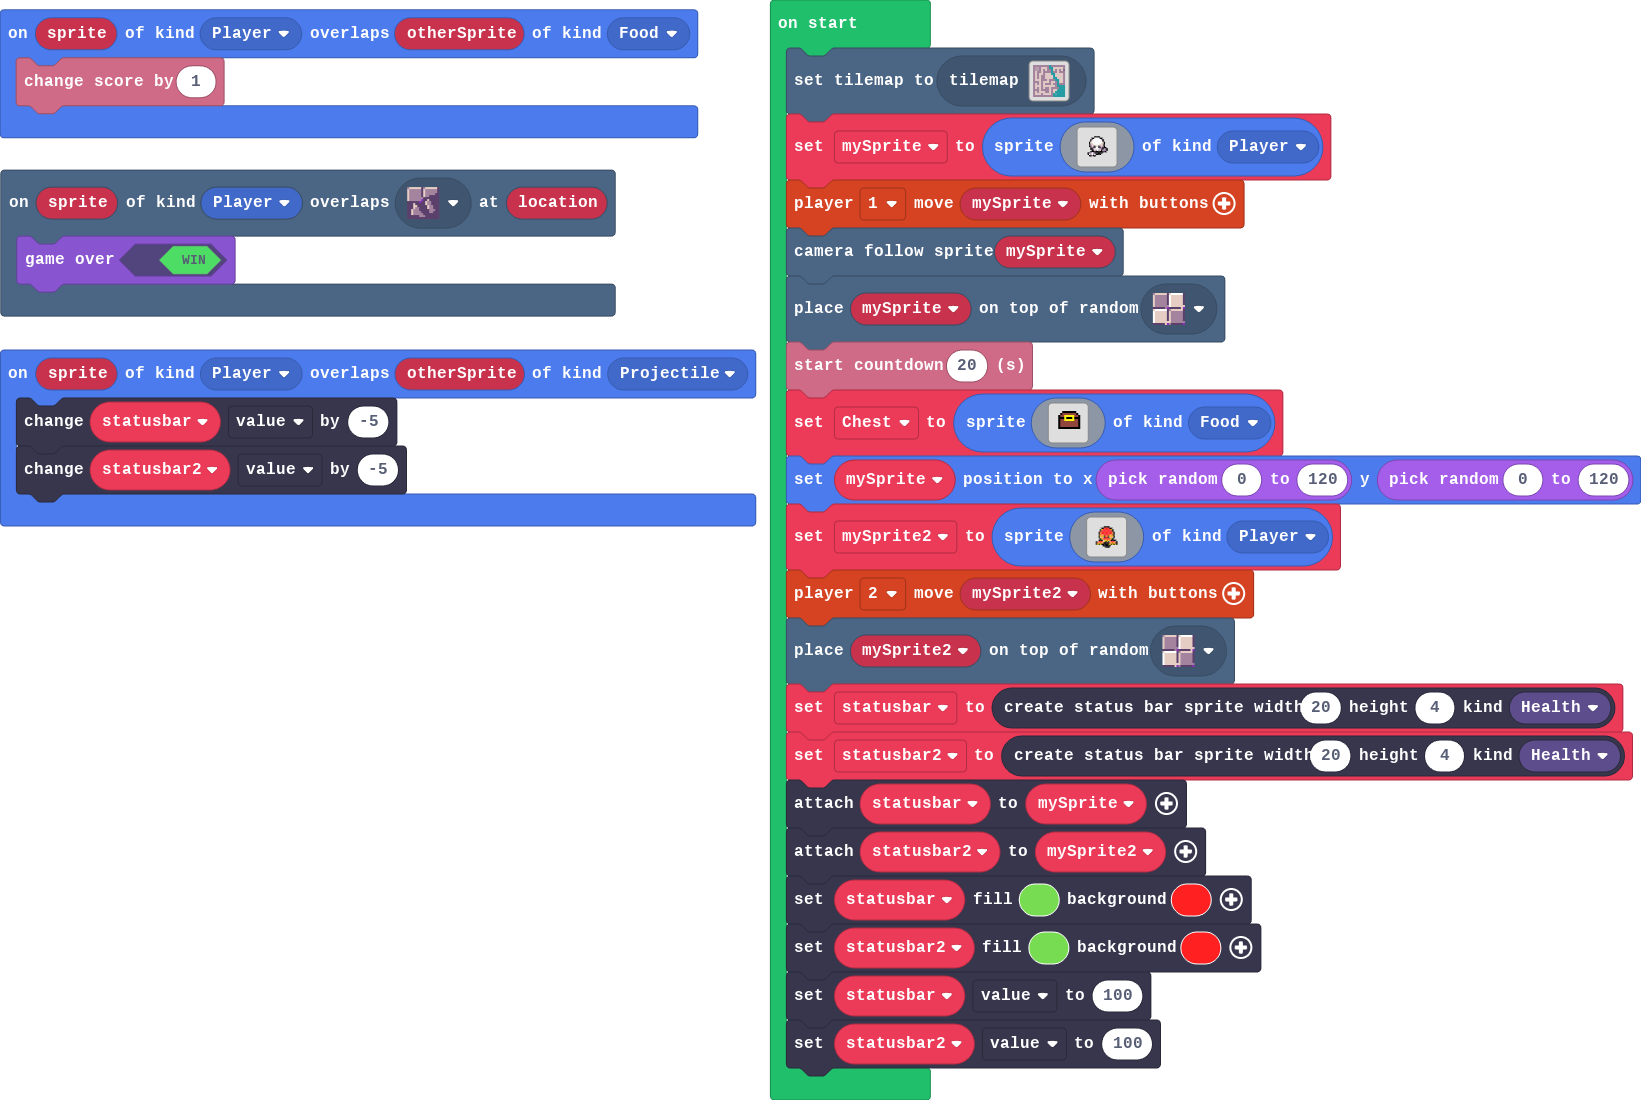 on sprite of kind Player overlaps otherSprite of kind Food
change score by 1
on sprite of kind Player overlaps at location
game over WIN
on sprite of kind Player overlaps otherSprite of kind Projectile
change statusbar value by -5
change statusbar2 value by -5
on start
set tilemap to tilemap
set mySprite to sprite of kind Player
player 1 move mySprite with buttons
camera follow sprite mySprite
place mySprite on top of random
start countdown 20 (s)
set Chest to sprite of kind Food
set mySprite position to x pick random 0 to 120 y pick random 0 to 120
set mySprite2 to sprite of kind Player
player 2 move mySprite2 with buttons
place mySprite2 on top of random
set statusbar to create status bar sprite width 20 height 4 kind Health
set statusbar2 to create status bar sprite width 20 height 4 kind Health
attach statusbar to mySprite
attach statusbar2 to mySprite2
set statusbar fill background
set statusbar2 fill background
set statusbar value to 100
set statusbar2 value to 100